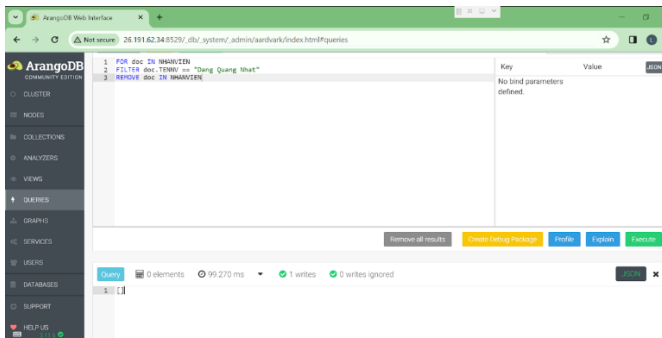 ArangoDB Web Interface
Not secure 26.191.62.34:8529/_db/_system/_admin/aardvark/index.html#queries
ArangoDB
COMMUNITY EDITION
CLUSTER
NODES
COLLECTIONS
ANALYZERS
VIEWS
QUERIES
GRAPHS
SERVICES
USERS
DATABASES
SUPPORT
HELP US
1 FOR doc IN NHANVIEN
2 FILTER doc.TENNV == "Dang Quang Nhat"
3 REMOVE doc IN NHANVIEN
Key Value JSON
No bind parameters
defined.
Remove all results Create Debug Package Profile Explain Execute
Query 0 elements 99.270 ms 1 writes 0 writes ignored JSON
1 []